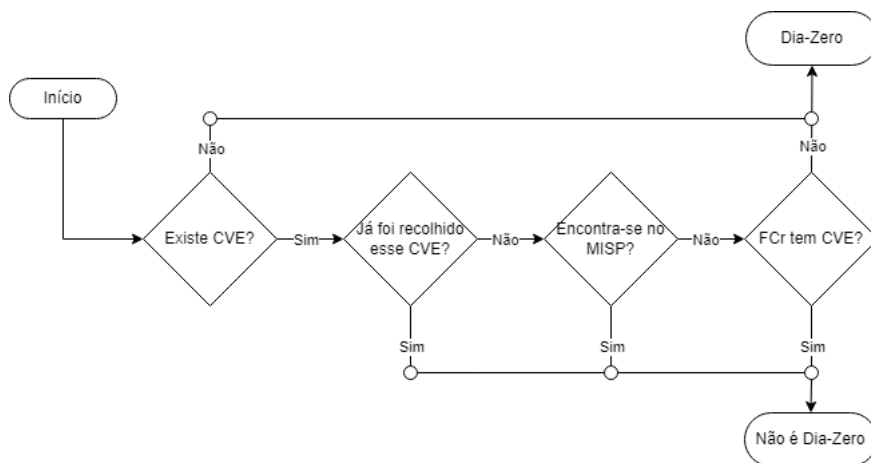 Dia-Zero
Início
Não
Não
Existe CVE?
Sim
Já foi recolhido
esse CVE?
Não
Encontra-se no
MISP?
Não
FCr tem CVE?
Sim
Sim
Sim
Não é Dia-Zero